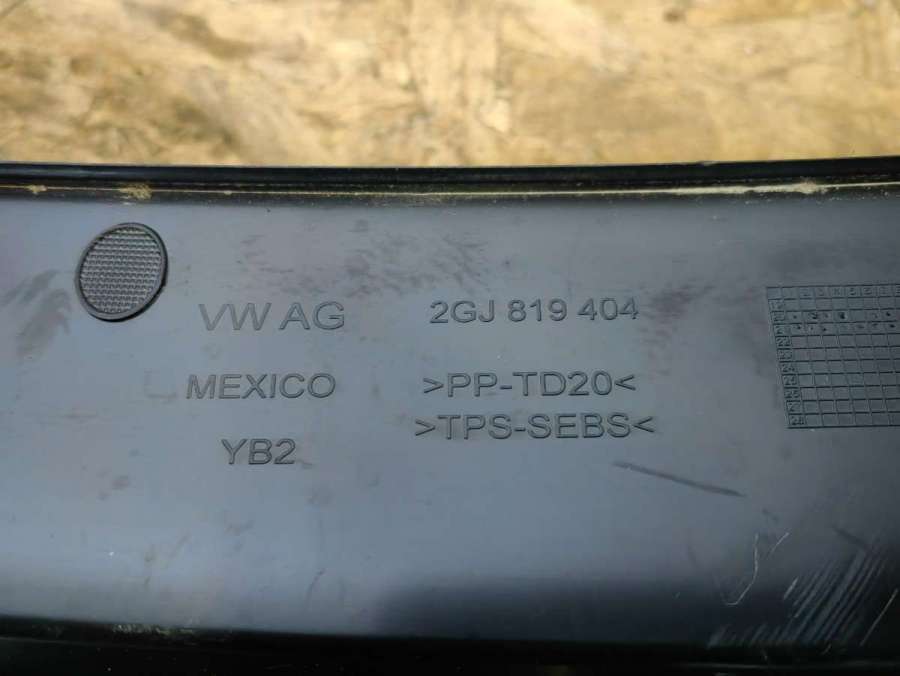 VW AG 2GJ 819 404
MEXICO >PP-TD20<
>TPS-SEBS<
YB2